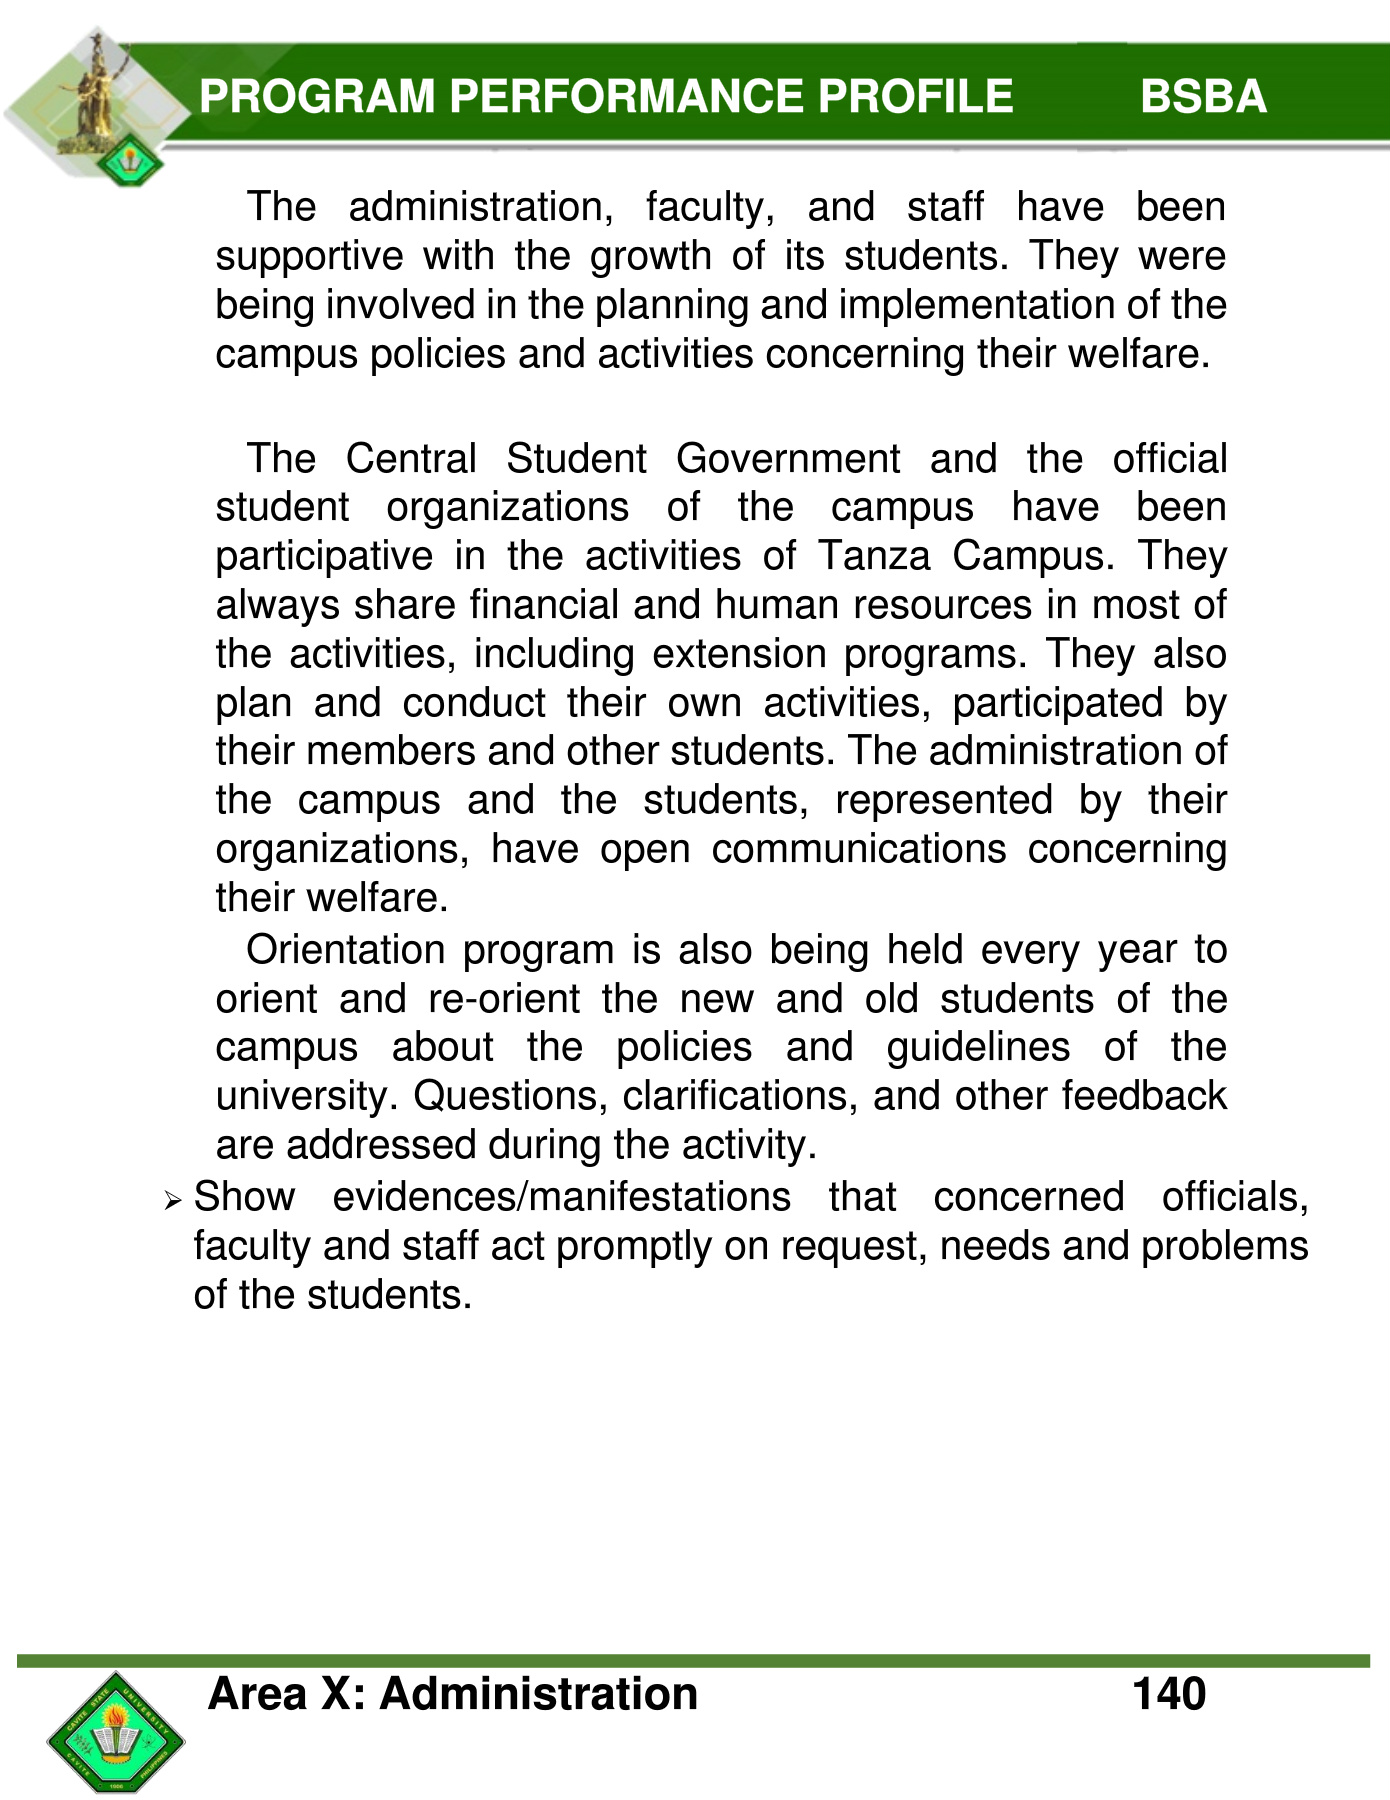 PROGRAM PERFORMANCE PROFILE BSBA
The administration, faculty, and staff have been
supportive with the growth of its students. They were
being involved in the planning and implementation of the
campus policies and activities concerning their welfare.
The Central Student Government and the official
student organizations of the campus have been
participative in the activities of Tanza Campus. They
always share financial and human resources in most of
the activities, including extension programs. They also
plan and conduct their own activities, participated by
their members and other students. The administration of
the campus and the students, represented by their
organizations, have open communications concerning
their welfare.
Orientation program is also being held every year to
orient and re-orient the new and old students of the
campus about the policies and guidelines of the
university. Questions, clarifications, and other feedback
are addressed during the activity.
➢ Show evidences/manifestations that concerned officials,
faculty and staff act promptly on request, needs and problems
of the students.
Area X: Administration 140
CAVITE STATE UNIVERSITY
CAVITE 1906 PHILIPPINES